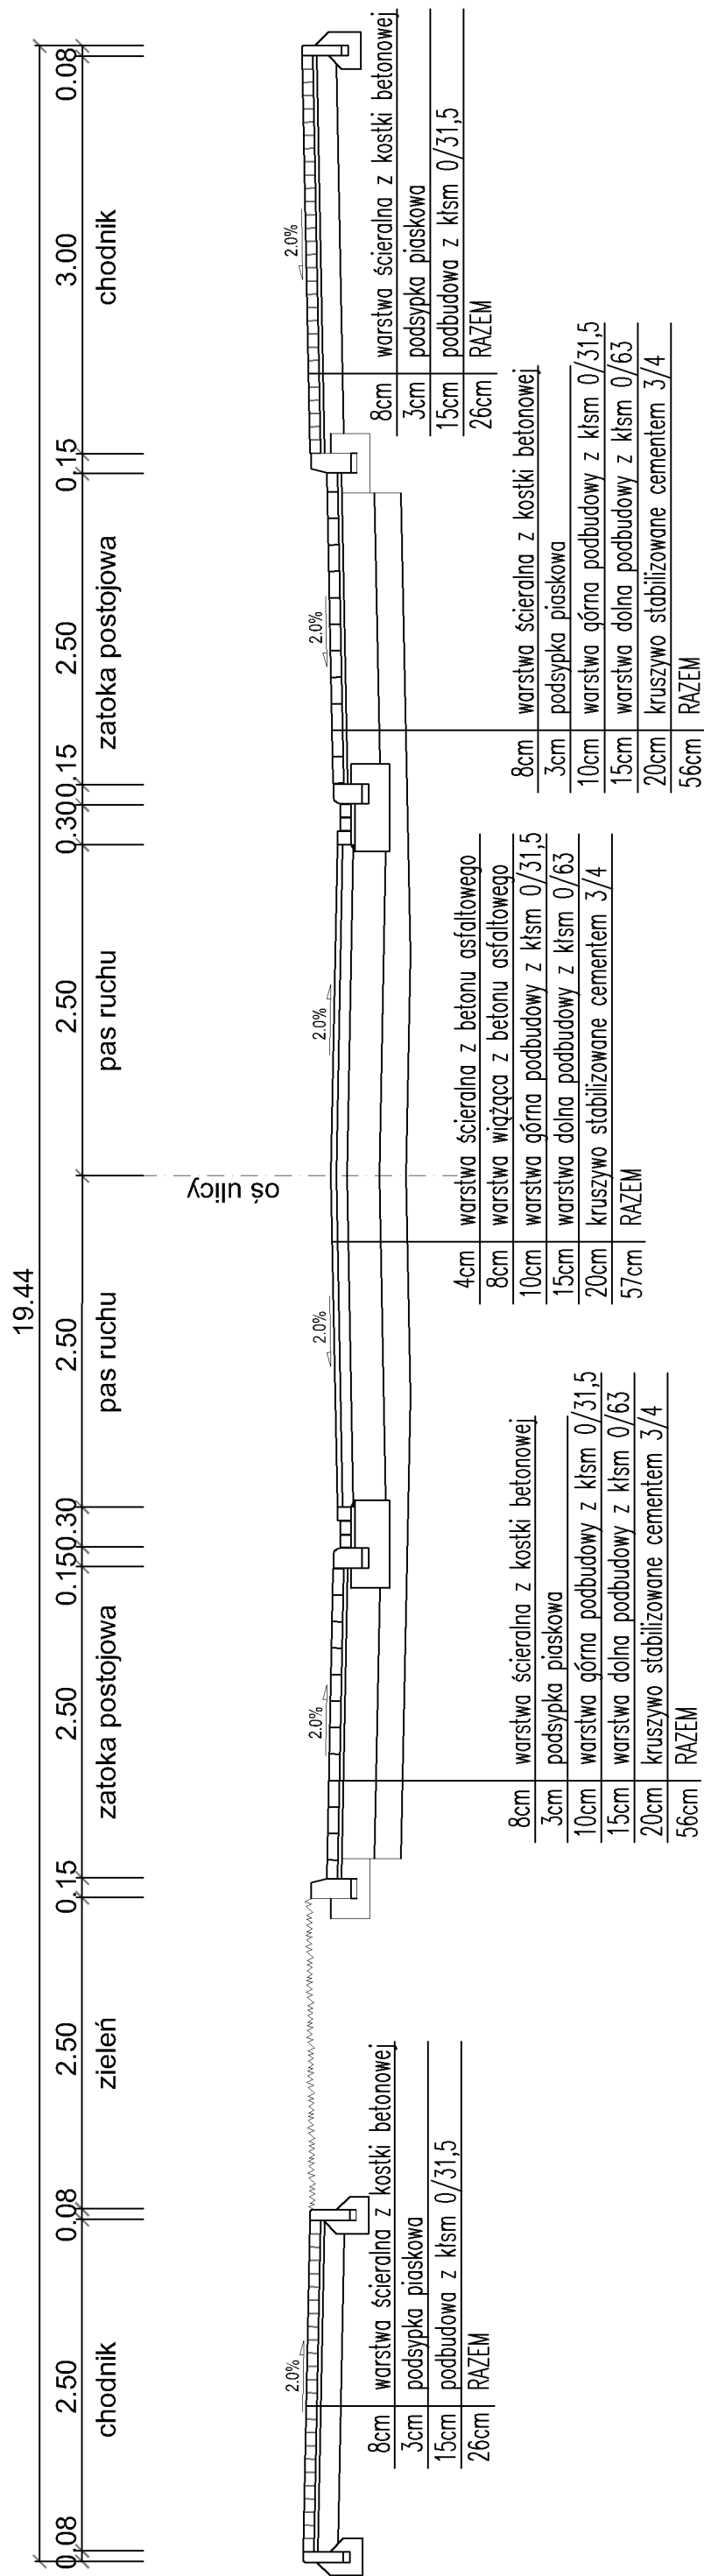 19.44
0.08
2.50
0.08
2.50
0.15
2.50
0.15
0.30
2.50
2.50
0.30
0.15
2.50
0.15
3.00
0.08
chodnik
zieleń
zatoka postojowa
pas ruchu
pas ruchu
zatoka postojowa
chodnik
oś ulicy
2.0%
2.0%
2.0%
2.0%
2.0%
2.0%
8cm warstwa ścieralna z kostki betonowej
3cm podsypka piaskowa
15cm podbudowa z kłsm 0/31,5
26cm RAZEM
8cm warstwa ścieralna z kostki betonowej
3cm podsypka piaskowa
10cm warstwa górna podbudowy z kłsm 0/31,5
15cm warstwa dolna podbudowy z kłsm 0/63
20cm kruszywo stabilizowane cementem 3/4
56cm RAZEM
4cm warstwa ścieralna z betonu asfaltowego
8cm warstwa wiążąca z betonu asfaltowego
10cm warstwa górna podbudowy z kłsm 0/31,5
15cm warstwa dolna podbudowy z kłsm 0/63
20cm kruszywo stabilizowane cementem 3/4
57cm RAZEM
8cm warstwa ścieralna z kostki betonowej
3cm podsypka piaskowa
10cm warstwa górna podbudowy z kłsm 0/31,5
15cm warstwa dolna podbudowy z kłsm 0/63
20cm kruszywo stabilizowane cementem 3/4
56cm RAZEM
8cm warstwa ścieralna z kostki betonowej
3cm podsypka piaskowa
15cm podbudowa z kłsm 0/31,5
26cm RAZEM